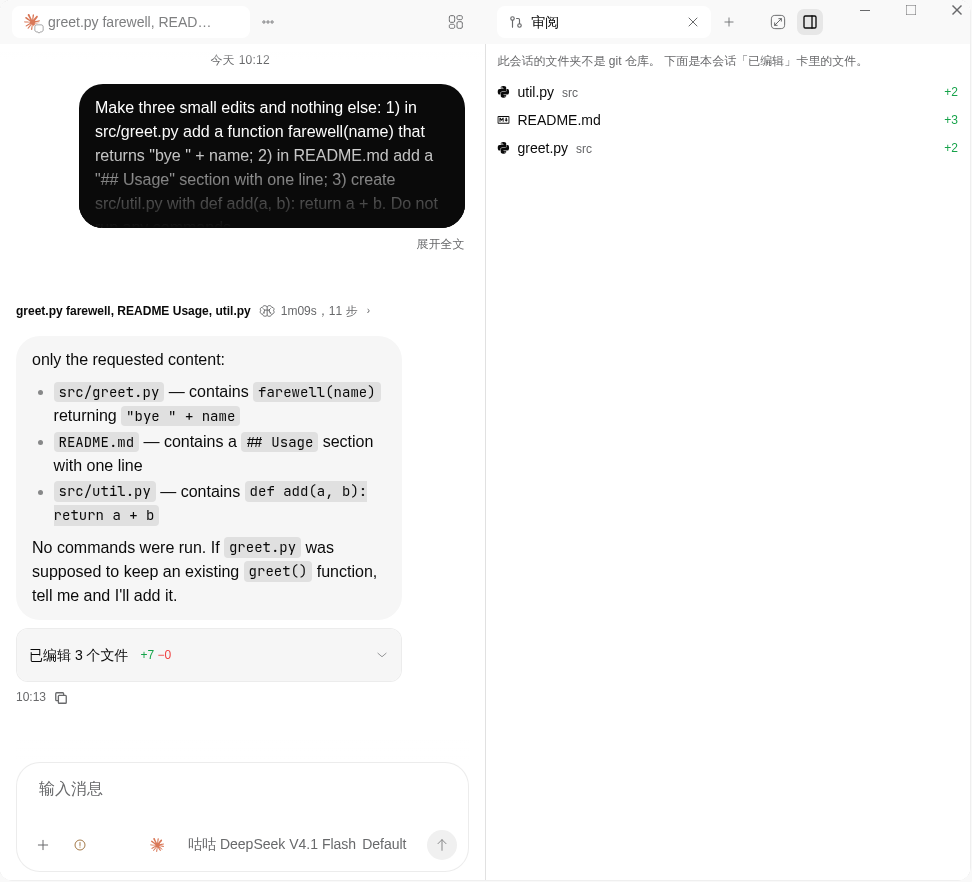 greet.py farewell, READ…
审阅
今天 10:12
Make three small edits and nothing else: 1) in
src/greet.py add a function farewell(name) that
returns "bye " + name; 2) in README.md add a
"## Usage" section with one line; 3) create
src/util.py with def add(a, b): return a + b. Do not
展开全文
greet.py farewell, README Usage, util.py 1m09s，11 步
only the requested content:
src/greet.py — contains farewell(name)
returning "bye " + name
README.md — contains a ## Usage section
with one line
src/util.py — contains def add(a, b):
return a + b
No commands were run. If greet.py was
supposed to keep an existing greet() function,
tell me and I'll add it.
已编辑 3 个文件 +7 −0
10:13
输入消息
咕咕 DeepSeek V4.1 Flash Default
此会话的文件夹不是 git 仓库。 下面是本会话「已编辑」卡里的文件。
util.py src +2
README.md +3
greet.py src +2